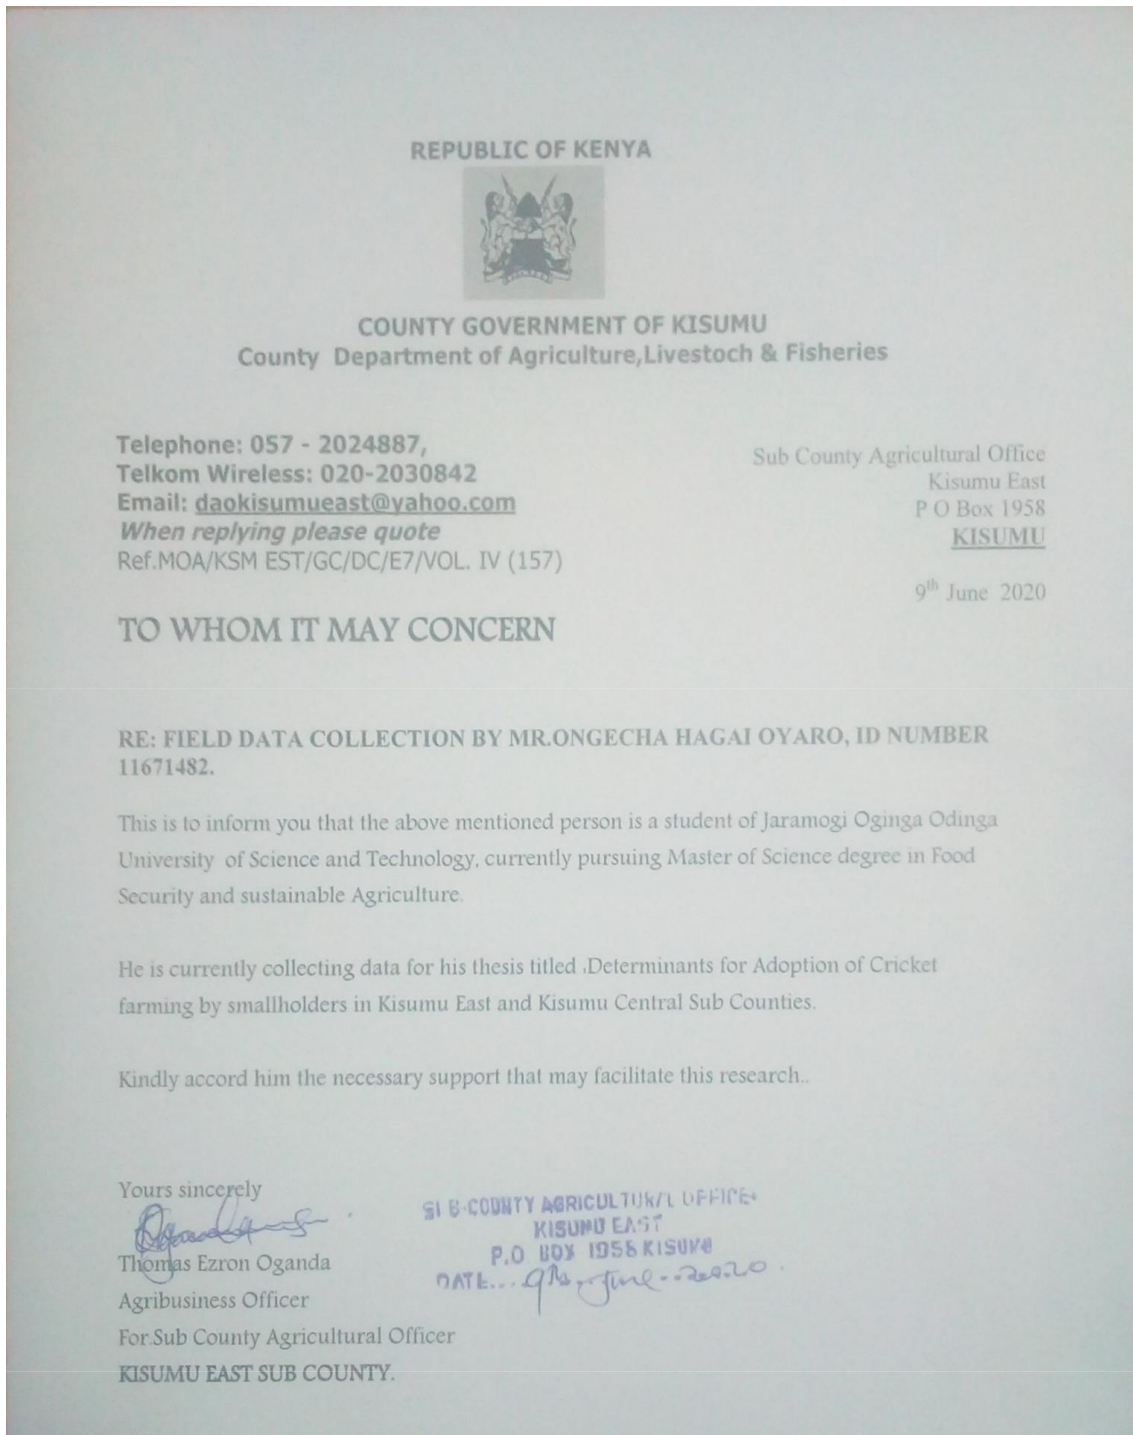 REPUBLIC OF KENYA
COUNTY GOVERNMENT OF KISUMU
County Department of Agriculture,Livestoch & Fisheries
Telephone: 057 - 2024887,
Telkom Wireless: 020-2030842
Email: daokisumueast@yahoo.com
When replying please quote
Ref.MOA/KSM EST/GC/DC/E7/VOL. IV (157)
Sub County Agricultural Office
Kisumu East
P O Box 1958
KISUMU
9th June 2020
TO WHOM IT MAY CONCERN
RE: FIELD DATA COLLECTION BY MR.ONGECHA HAGAI OYARO, ID NUMBER
11671482.
This is to inform you that the above mentioned person is a student of Jaramogi Oginga Odinga
University of Science and Technology, currently pursuing Master of Science degree in Food
Security and sustainable Agriculture.
He is currently collecting data for his thesis titled ,Determinants for Adoption of Cricket
farming by smallholders in Kisumu East and Kisumu Central Sub Counties.
Kindly accord him the necessary support that may facilitate this research..
Yours sincerely
Thomas Ezron Oganda
Agribusiness Officer
For.Sub County Agricultural Officer
KISUMU EAST SUB COUNTY.
SUB-COUNTY AGRICULTURAL OFFICE
KISUMU EAST
P.O BOX 1958 KISUMU
DATE... 9th June 2020